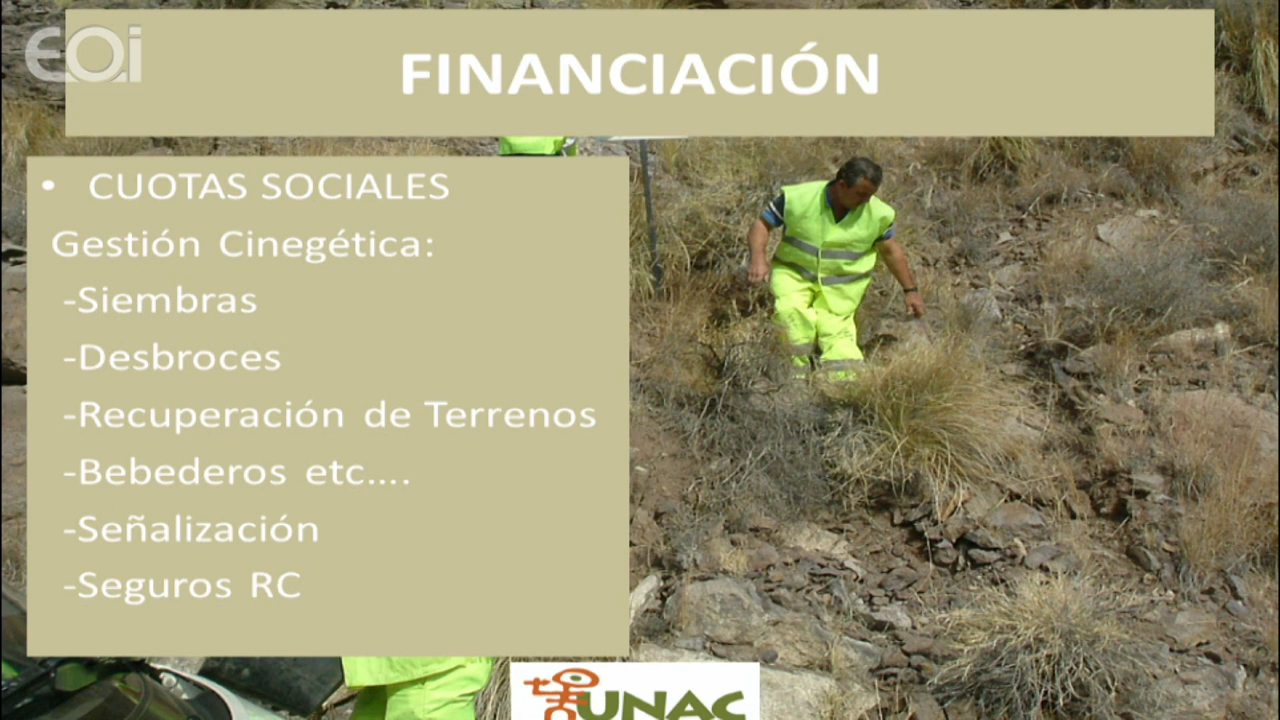 EOi
FINANCIACIÓN
• CUOTAS SOCIALES
Gestión Cinegética:
-Siembras
-Desbroces
-Recuperación de Terrenos
-Bebederos etc....
-Señalización
-Seguros RC
UNAC